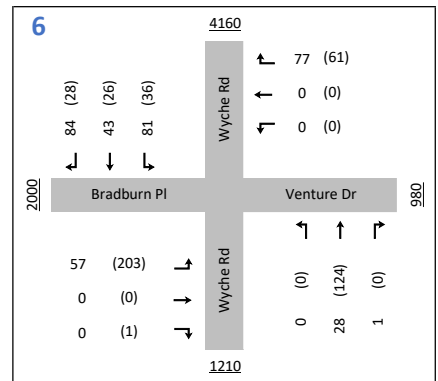 6
4160
77 (61)
0 (0)
0 (0)
(28) (26) (36)
84 43 81
Wyche Rd
2000
Bradburn Pl
Venture Dr
980
57 (203)
0 (0)
0 (1)
Wyche Rd
(0) (124) (0)
0 28 1
1210